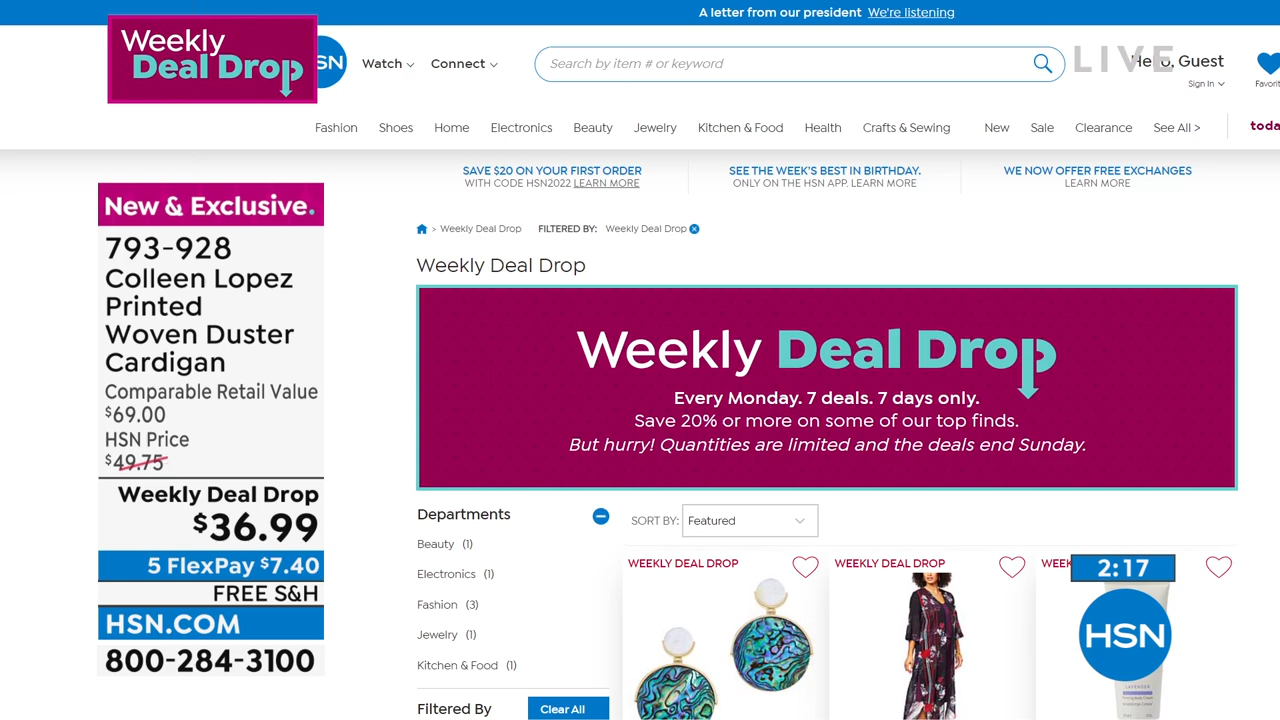 A letter from our president We're listening
Weekly
Deal Drop
Watch Connect
Search by item # or keyword
LIVE
Hello, Guest
Sign In
Fashion Shoes Home Electronics Beauty Jewelry Kitchen & Food Health Crafts & Sewing New Sale Clearance See All >
SAVE $20 ON YOUR FIRST ORDER
WITH CODE HSN2022 LEARN MORE
SEE THE WEEK'S BEST IN BIRTHDAY.
ONLY ON THE HSN APP. LEARN MORE
WE NOW OFFER FREE EXCHANGES
LEARN MORE
New & Exclusive.
793-928
Colleen Lopez
Printed
Woven Duster
Cardigan
Comparable Retail Value
$69.00
HSN Price
$49.75
Weekly Deal Drop
$36.99
5 FlexPay $7.40
FREE S&H
HSN.COM
800-284-3100
> Weekly Deal Drop FILTERED BY: Weekly Deal Drop
Weekly Deal Drop
Weekly Deal Drop
Every Monday. 7 deals. 7 days only.
Save 20% or more on some of our top finds.
But hurry! Quantities are limited and the deals end Sunday.
Departments
Beauty (1)
Electronics (1)
Fashion (3)
Jewelry (1)
Kitchen & Food (1)
Filtered By Clear All
SORT BY: Featured
WEEKLY DEAL DROP
WEEKLY DEAL DROP
2:17
HSN
LAVENDER